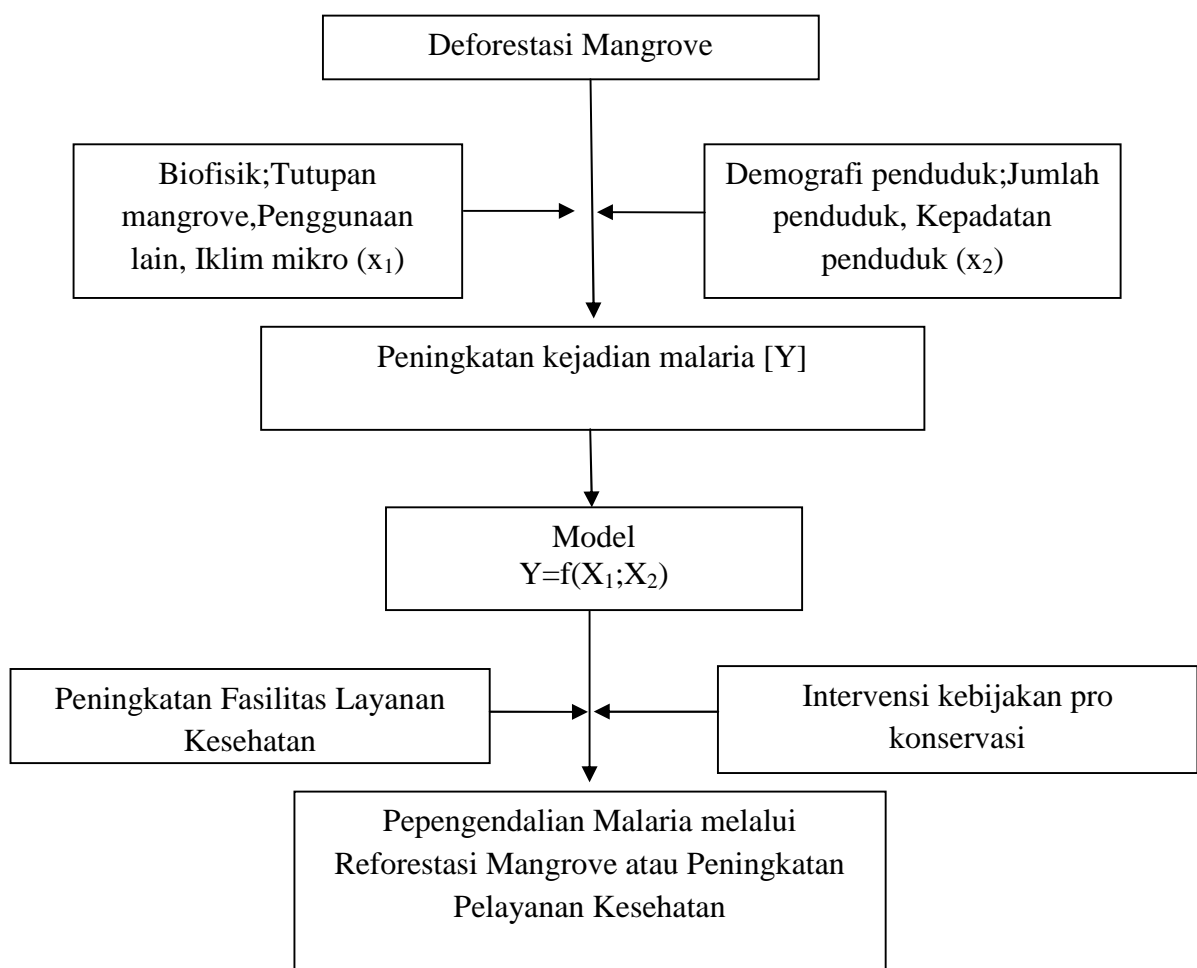 Deforestasi Mangrove
Biofisik;Tutupan
mangrove,Penggunaan
lain, Iklim mikro (x₁)
Demografi penduduk;Jumlah
penduduk, Kepadatan
penduduk (x₂)
Peningkatan kejadian malaria [Y]
Model
Y=f(X₁;X₂)
Peningkatan Fasilitas Layanan
Kesehatan
Intervensi kebijakan pro
konservasi
Pepengendalian Malaria melalui
Reforestasi Mangrove atau Peningkatan
Pelayanan Kesehatan